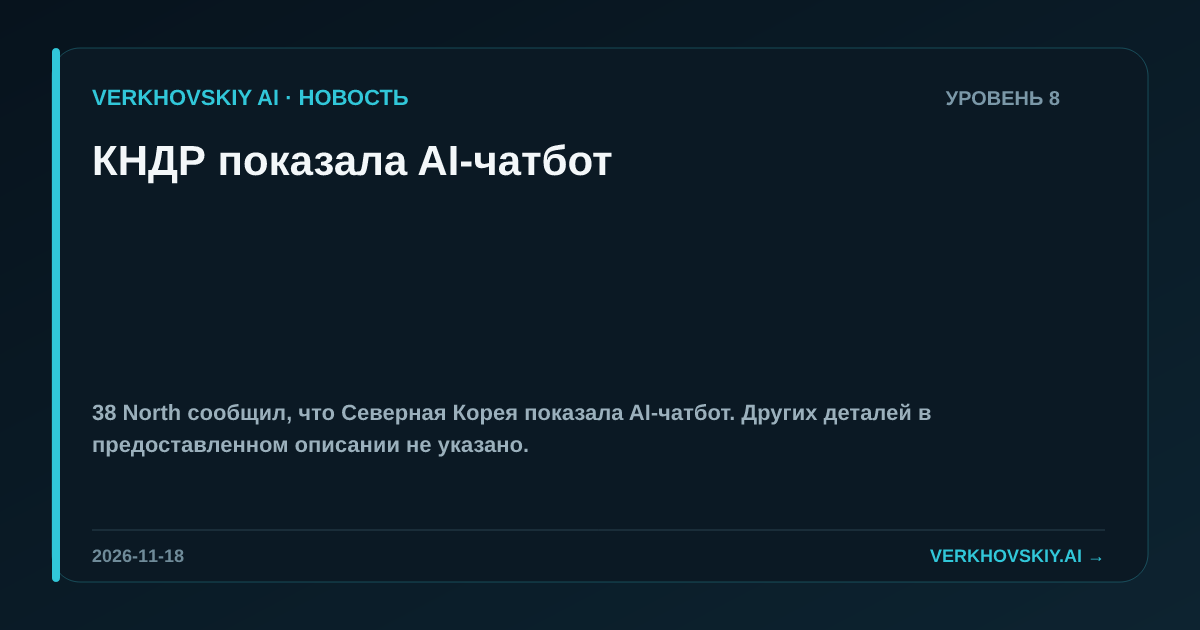 VERKHOVSKIY AI · НОВОСТЬ
УРОВЕНЬ 8
КНДР показала AI-чатбот
38 North сообщил, что Северная Корея показала AI-чатбот. Других деталей в
предоставленном описании не указано.
2026-11-18
VERKHOVSKIY.AI →